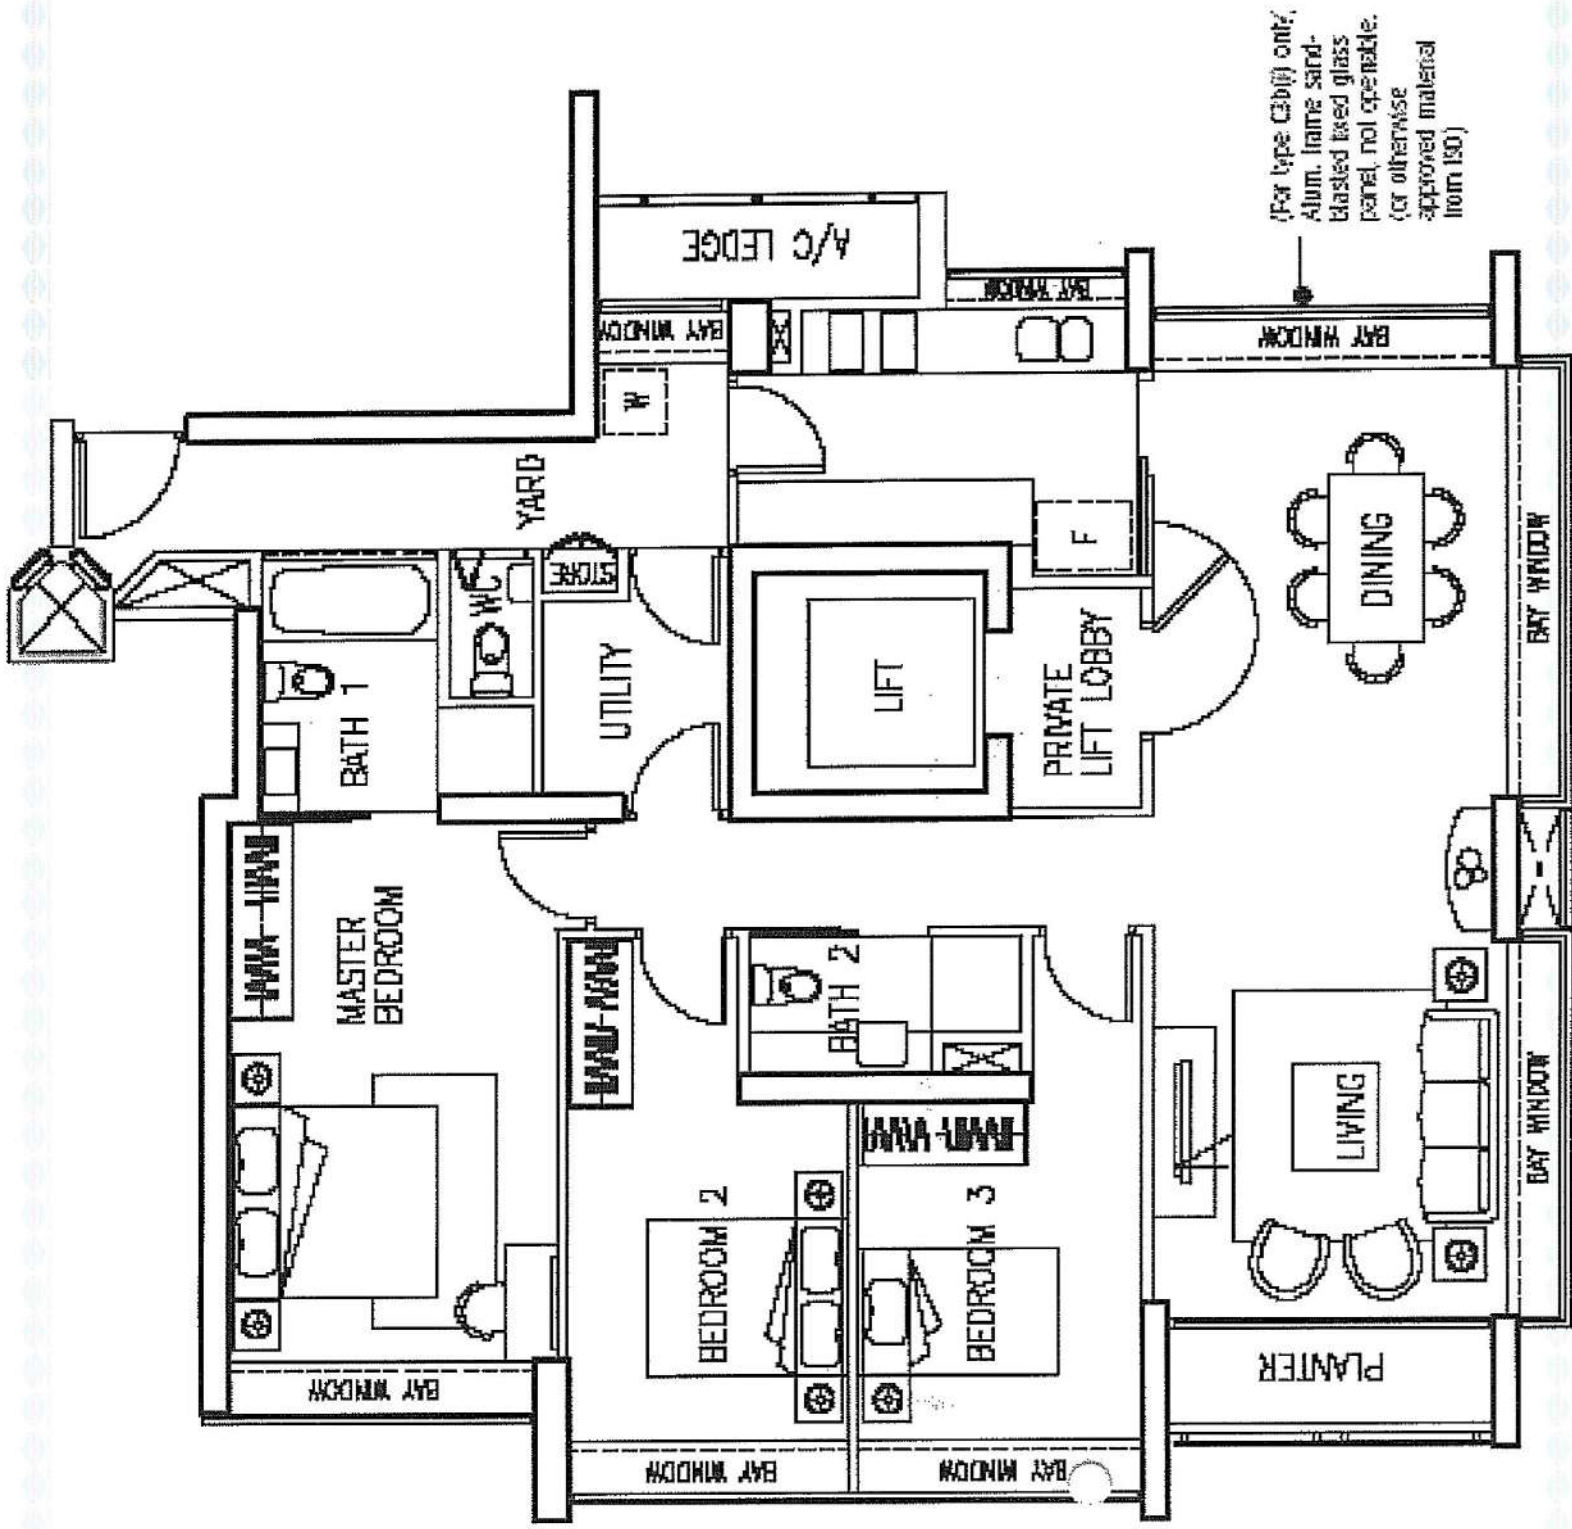 (For type C3b(ii) only)
Alum. frame sand-
blasted fixed glass
panel, not openable.
(or otherwise
approved material
from ISD)
A/C LEDGE
BAY WINDOW
BAY WINDOW
BAY WINDOW
W
YARD
STORE
WC
F
DINING
BAY WINDOW
BATH 1
UTILITY
LIFT
PRIVATE
LIFT LOBBY
MASTER
BEDROOM
BATH 2
LIVING
BAY WINDOW
BEDROOM 2
BEDROOM 3
BAY WINDOW
PLANTER
BAY WINDOW
BAY WINDOW